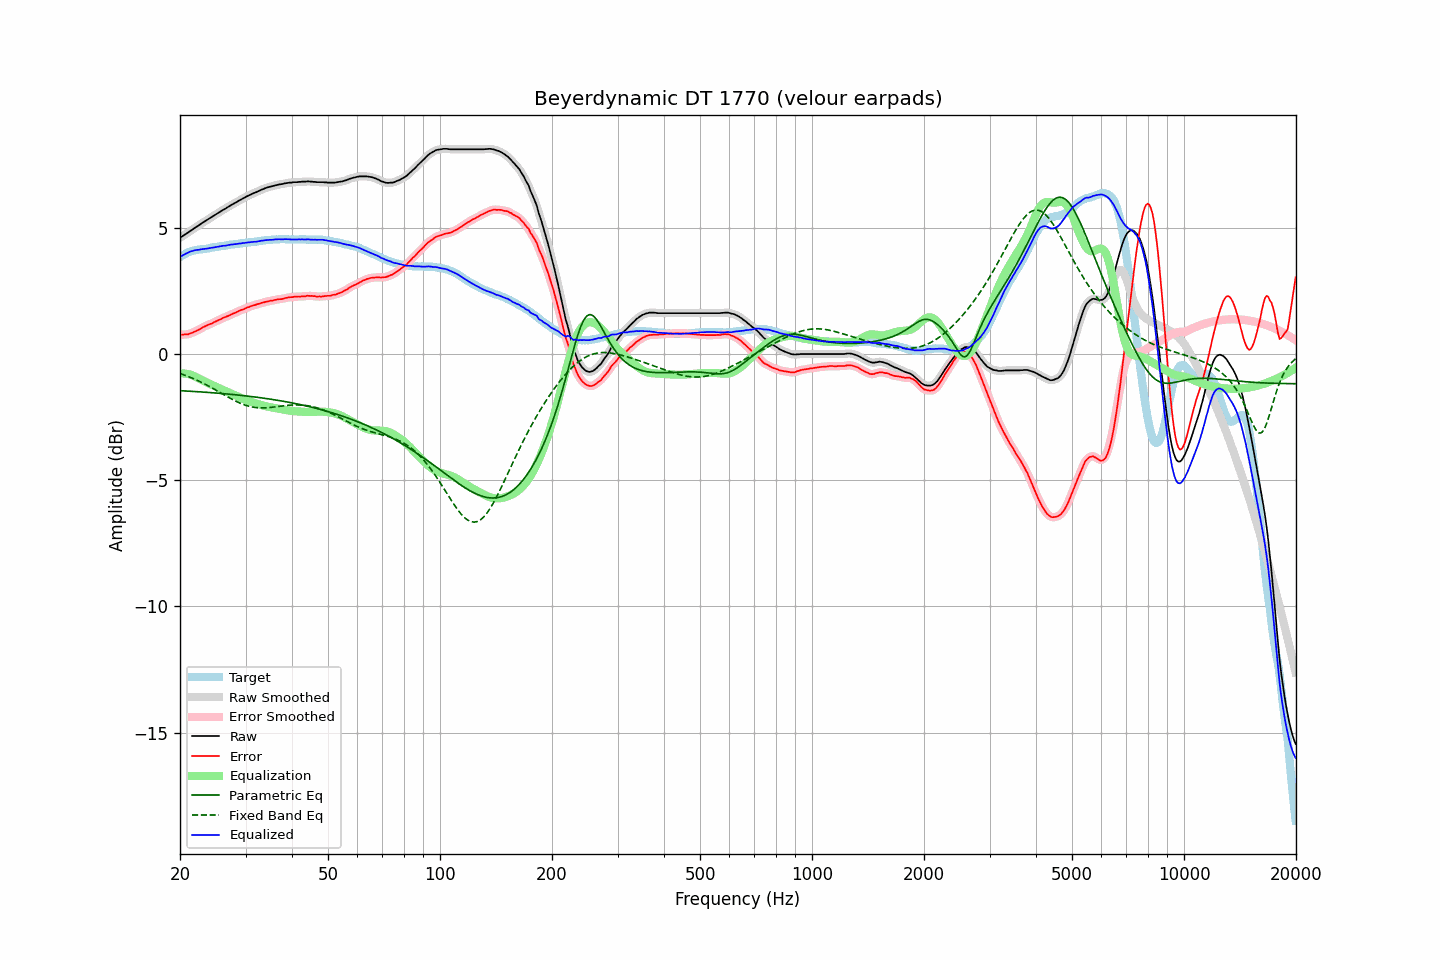 Beyerdynamic DT 1770 (velour earpads)
Amplitude (dBr)
5
0
−5
−10
−15
Target
Raw Smoothed
Error Smoothed
Raw
Error
Equalization
Parametric Eq
Fixed Band Eq
Equalized
20 50 100 200 500 1000 2000 5000 10000 20000
Frequency (Hz)